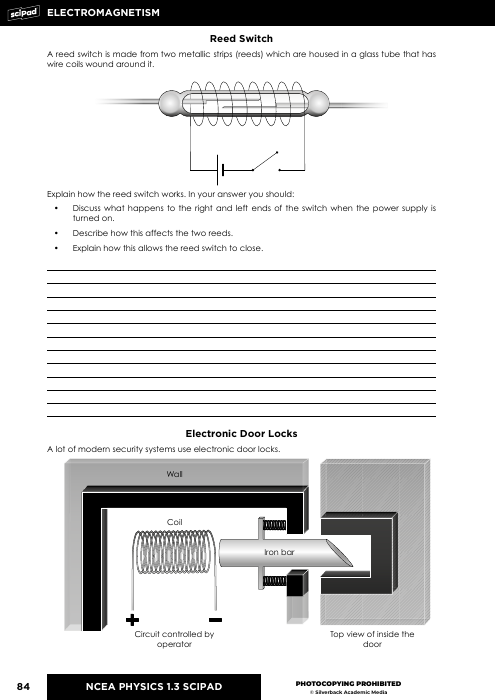 scipad ELECTROMAGNETISM
Reed Switch
A reed switch is made from two metallic strips (reeds) which are housed in a glass tube that has
wire coils wound around it.
Explain how the reed switch works. In your answer you should:
• Discuss what happens to the right and left ends of the switch when the power supply is
turned on.
• Describe how this affects the two reeds.
• Explain how this allows the reed switch to close.
Electronic Door Locks
A lot of modern security systems use electronic door locks.
Wall
Coil
Iron bar
+ −
Circuit controlled by
operator
Top view of inside the
door
84
NCEA PHYSICS 1.3 SCIPAD
PHOTOCOPYING PROHIBITED
© Silverback Academic Media